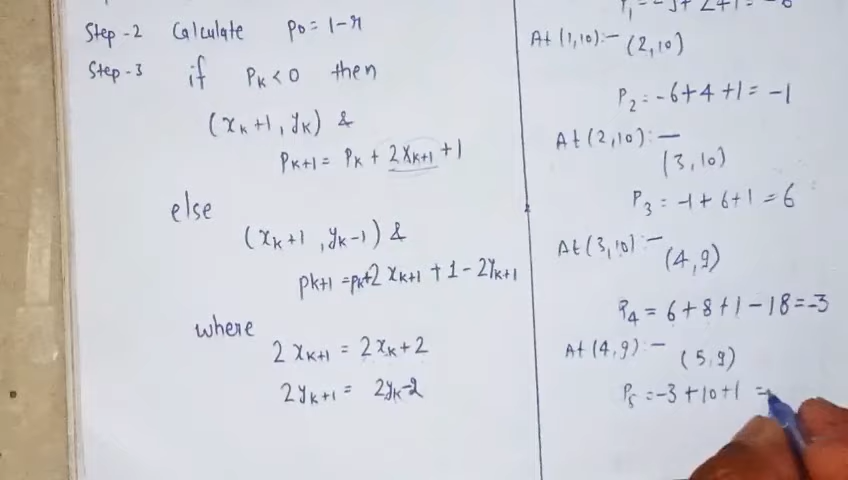 Step-2 Calculate p0 = 1-r
Step-3 if Pk < 0 then
(xk+1, yk) &
Pk+1 = Pk + 2xk+1 + 1
else
(xk+1, yk-1) &
pk+1 = pk+2xk+1 + 1 - 2yk+1
where
2xk+1 = 2xk+2
2yk+1 = 2yk-2
At (1,10):- (2,10)
P2 = -6+4+1 = -1
At (2,10):-
(3,10)
P3 = -1+6+1 = 6
At (3,10):-
(4,9)
P4 = 6+8+1-18 = -3
At (4,9):-
(5,9)
P5 = -3+10+1 =